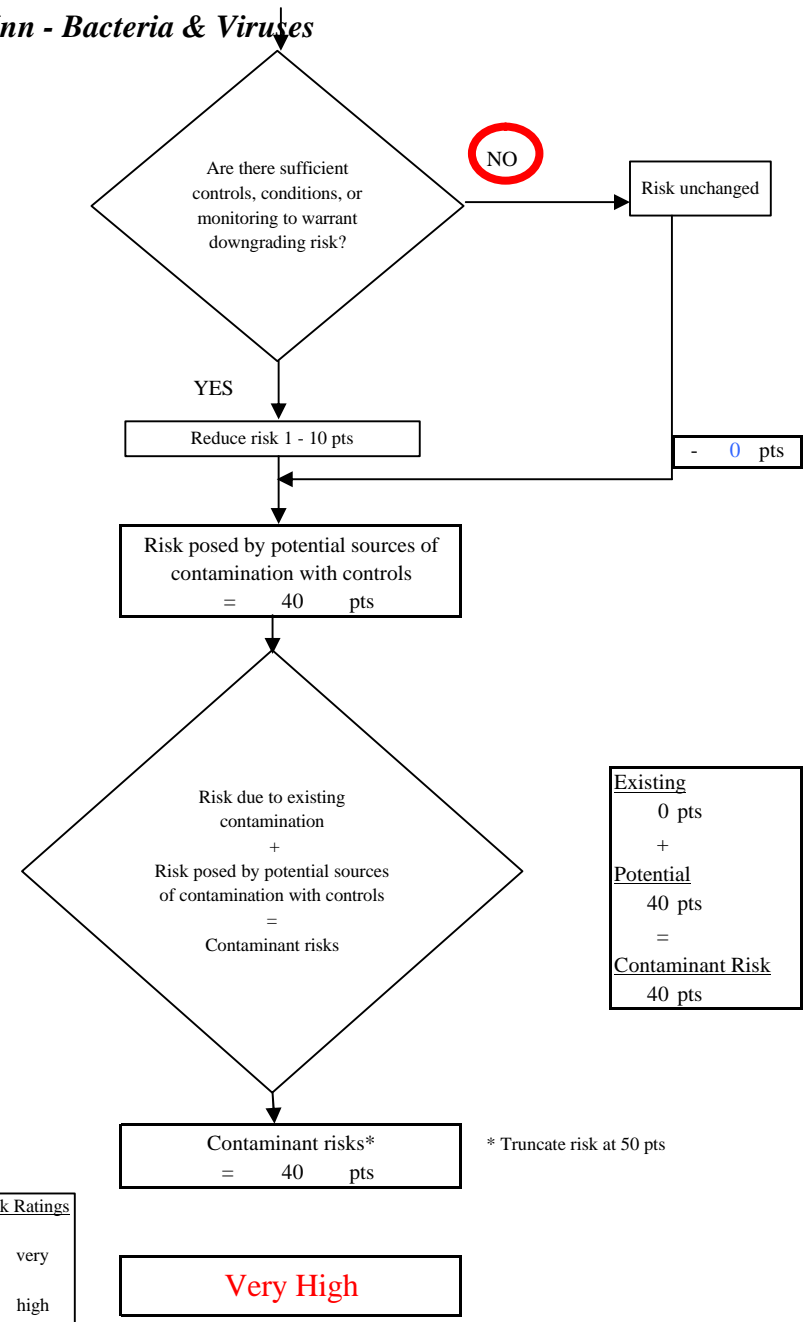 Inn - Bacteria & Viruses
Are there sufficient
controls, conditions, or
monitoring to warrant
downgrading risk?
NO
Risk unchanged
YES
Reduce risk 1 - 10 pts
- 0 pts
Risk posed by potential sources of
contamination with controls
= 40 pts
Risk due to existing
contamination
+
Risk posed by potential sources
of contamination with controls
=
Contaminant risks
Existing
0 pts
+
Potential
40 pts
=
Contaminant Risk
40 pts
Contaminant risks*
= 40 pts
* Truncate risk at 50 pts
k Ratings
very
high
Very High